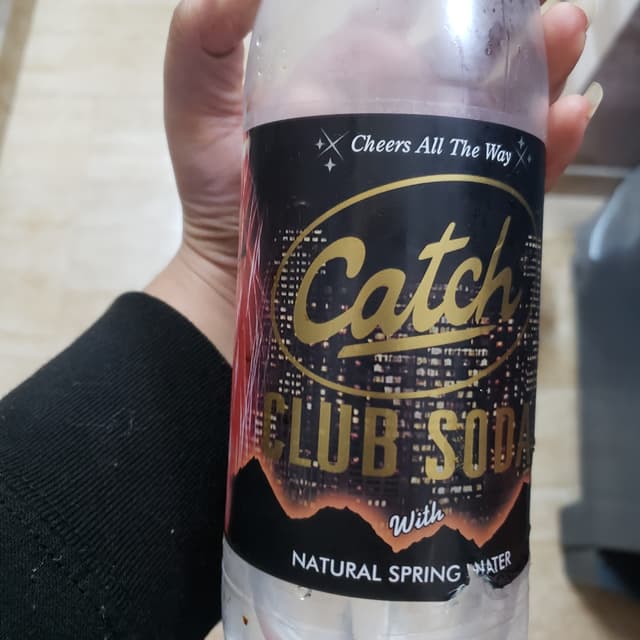 Cheers All The Way
Catch
CLUB SODA
With
NATURAL SPRING WATER